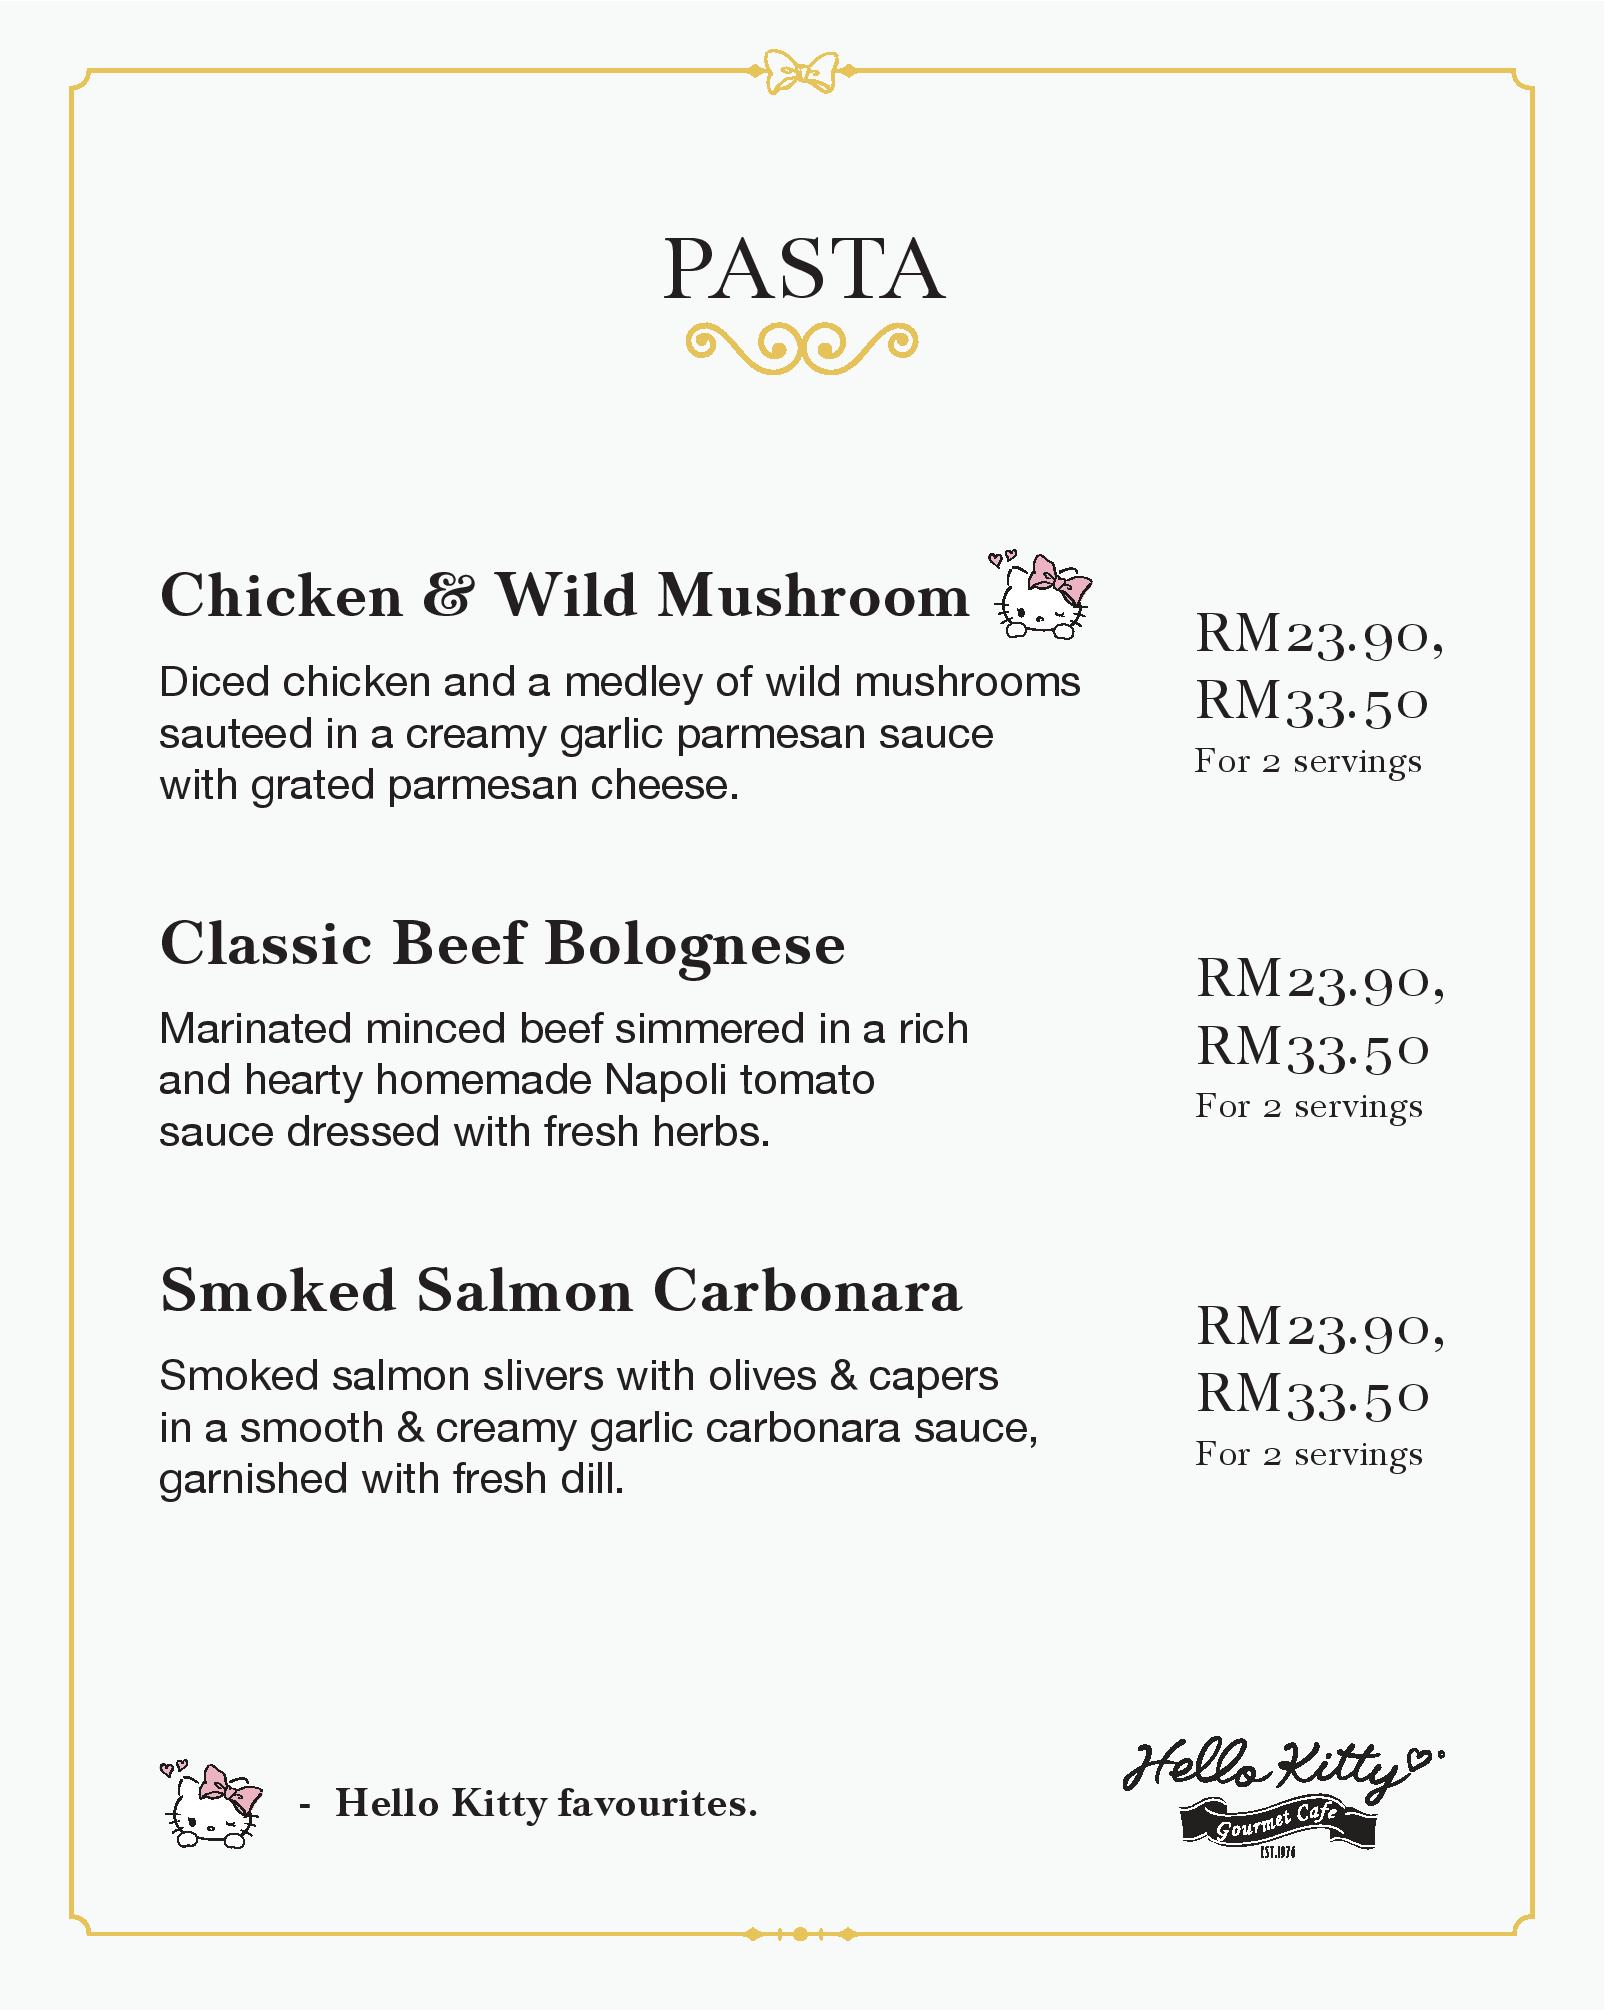 PASTA
Chicken & Wild Mushroom
Diced chicken and a medley of wild mushrooms
sauteed in a creamy garlic parmesan sauce
with grated parmesan cheese.
RM23.90,
RM33.50
For 2 servings
Classic Beef Bolognese
Marinated minced beef simmered in a rich
and hearty homemade Napoli tomato
sauce dressed with fresh herbs.
RM23.90,
RM33.50
For 2 servings
Smoked Salmon Carbonara
Smoked salmon slivers with olives & capers
in a smooth & creamy garlic carbonara sauce,
garnished with fresh dill.
RM23.90,
RM33.50
For 2 servings
- Hello Kitty favourites.
Hello Kitty
Gourmet Cafe
EST.1976